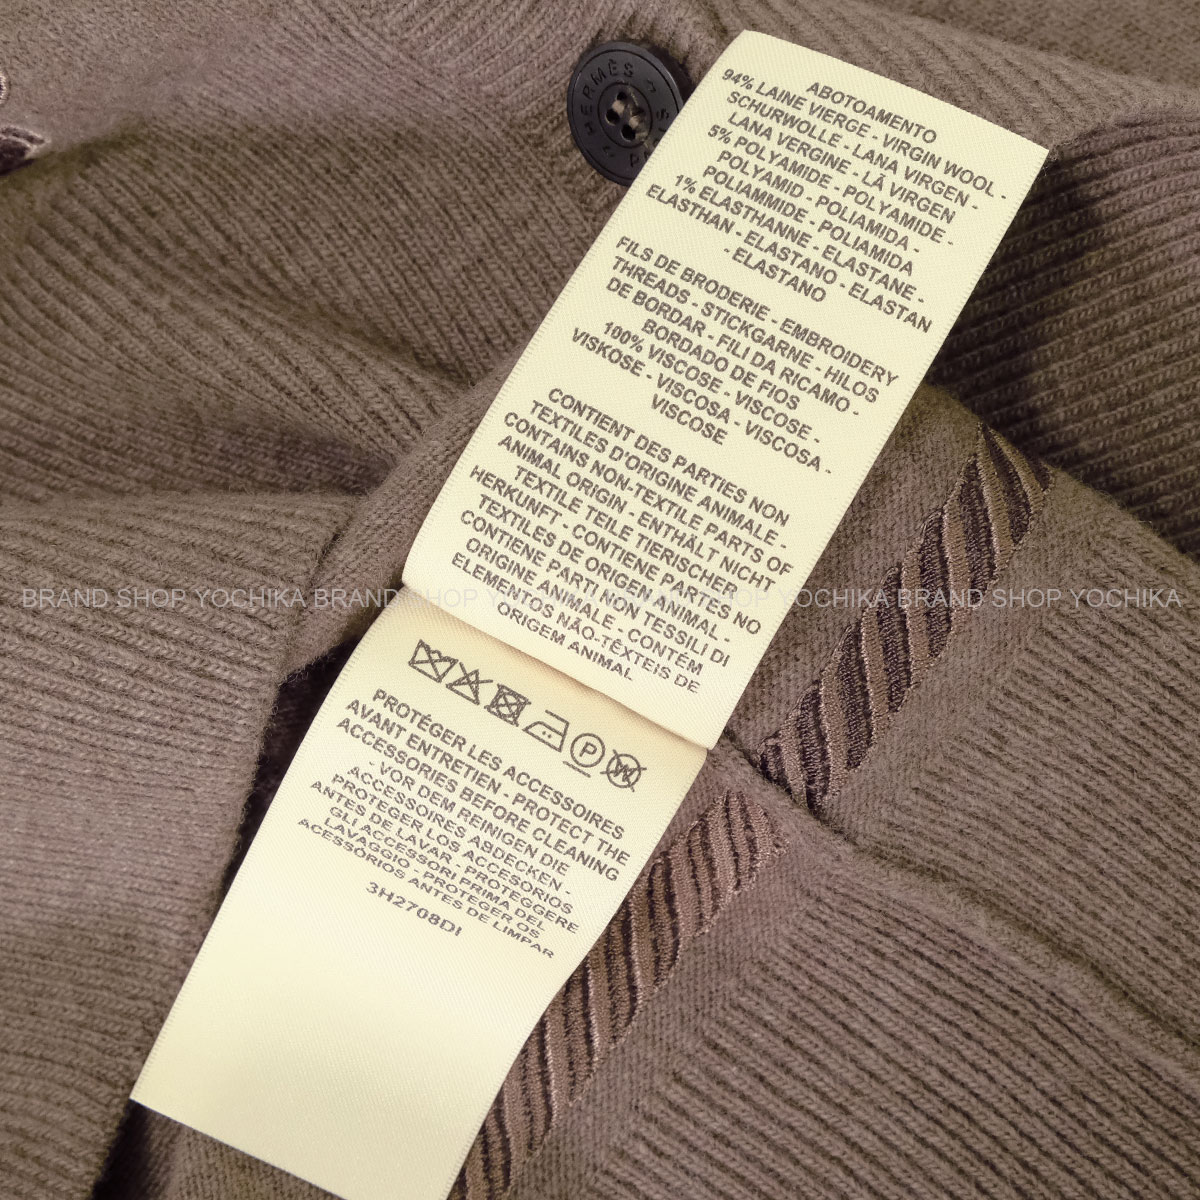 HERMES
ABOTOAMENTO
94% LAINE VIERGE - VIRGIN WOOL -
SCHURWOLLE - LANA VIRGEN -
LANA VERGINE - LÃ VIRGEN
5% POLYAMIDE - POLYAMIDE -
POLYAMID - POLIAMIDA -
POLIAMMIDE - POLIAMIDA
1% ELASTHANNE - ELASTANE -
ELASTHAN - ELASTANO - ELASTAN
- ELASTANO
FILS DE BRODERIE - EMBROIDERY
THREADS - STICKGARNE - HILOS
DE BORDAR - FILI DA RICAMO -
BORDADO DE FIOS
100% VISCOSE - VISCOSE -
VISKOSE - VISCOSA - VISCOSA -
VISCOSE
CONTIENT DES PARTIES NON
TEXTILES D'ORIGINE ANIMALE -
CONTAINS NON-TEXTILE PARTS OF
ANIMAL ORIGIN - ENTHÄLT NICHT
TEXTILE TEILE TIERISCHER
HERKUNFT - CONTIENE PARTES NO
TEXTILES DE ORIGEN ANIMAL -
CONTIENE PARTI NON TESSILI DI
ORIGINE ANIMALE - CONTÉM
ELEMENTOS NÃO-TÊXTEIS DE
ORIGEM ANIMAL
P
W
PROTÉGER LES ACCESSOIRES
AVANT ENTRETIEN - PROTECT THE
ACCESSORIES BEFORE CLEANING
- VOR DEM REINIGEN DIE
ACCESSOIRES ABDECKEN -
PROTEGER LOS ACCESORIOS
ANTES DE LAVAR - PROTEGGERE
GLI ACCESSORI PRIMA DEL
LAVAGGIO - PROTEGER OS
ACESSÓRIOS ANTES DE LIMPAR
3H2708DI
BRAND SHOP YOCHIKA BRAND SHOP YOCHIKA BRAND SHOP YOCHIKA BRAND SHOP YOCHIKA